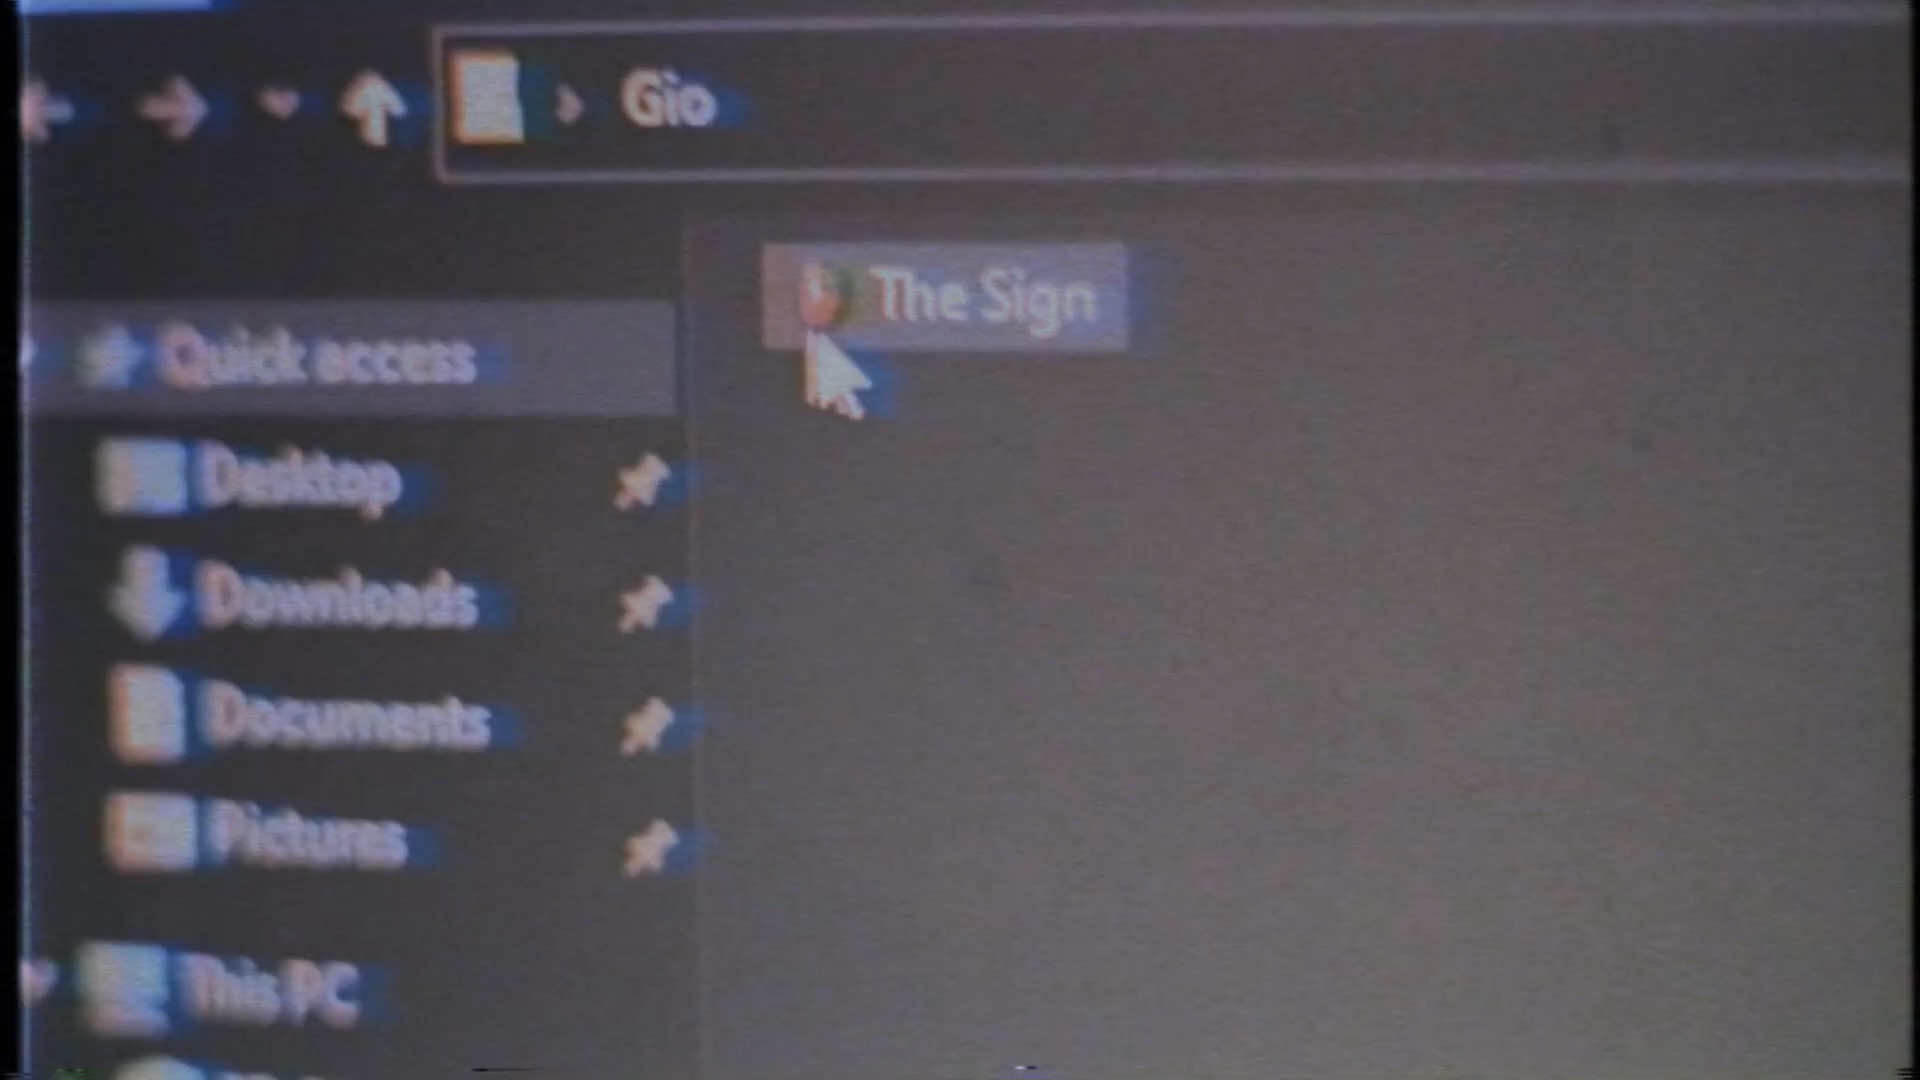 Gio
The Sign
Quick access
Desktop
Downloads
Documents
Pictures
This PC